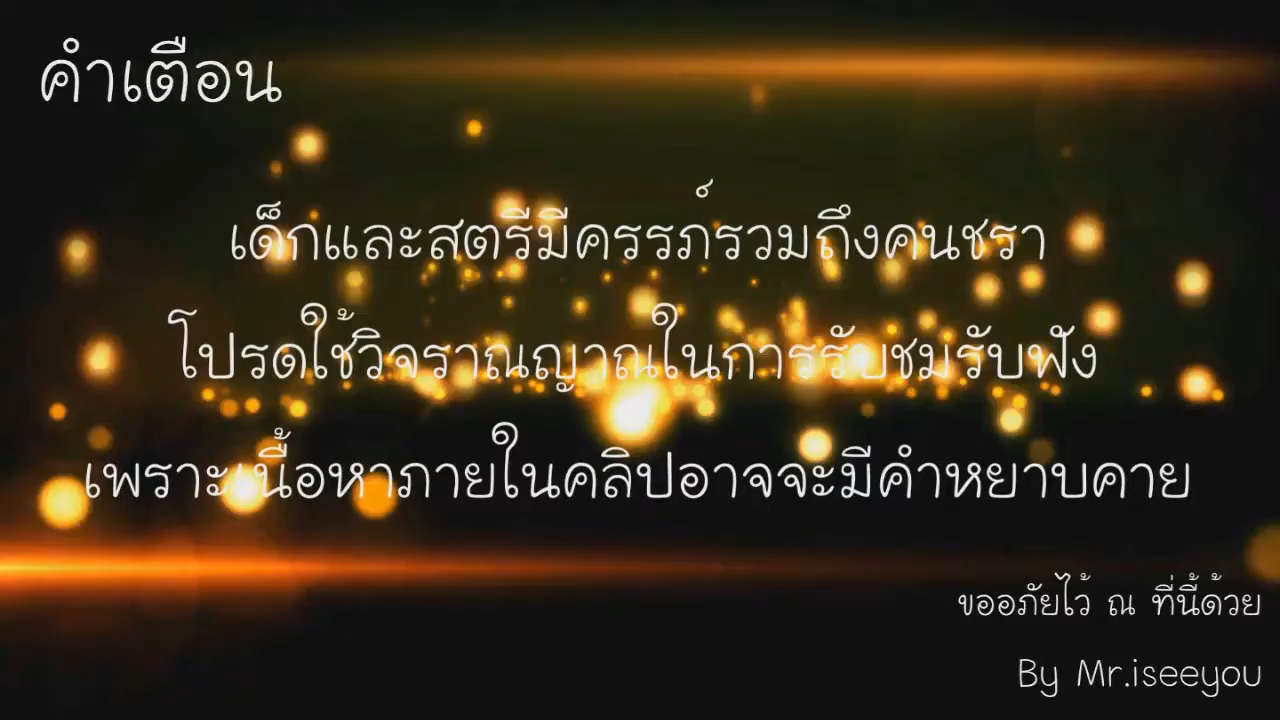 คำเตือน
เด็กและสตรีมีครรภ์รวมถึงคนชรา
โปรดใช้วิจราณญาณในการรับชมรับฟัง
เพราะเนื้อหาภายในคลิปอาจจะมีคำหยาบคาย
ขออภัยไว้ ณ ที่นี้ด้วย
By Mr.iseeyou